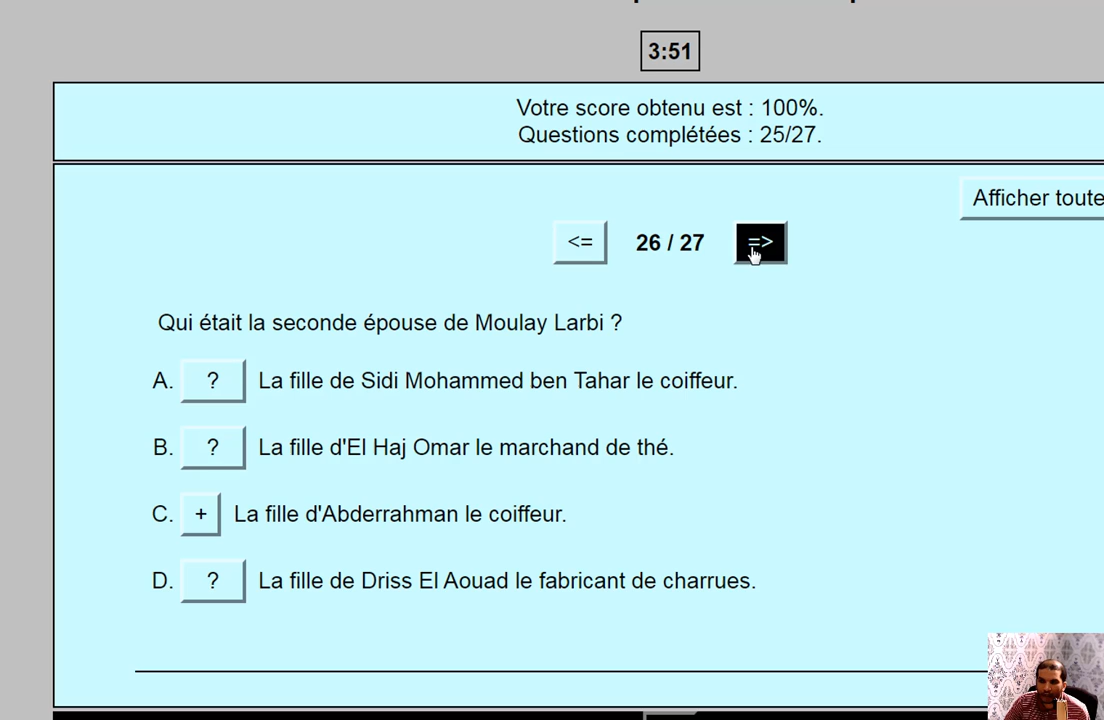 3:51
Votre score obtenu est : 100%.
Questions complétées : 25/27.
Afficher toute
<= 26 / 27 =>
Qui était la seconde épouse de Moulay Larbi ?
A. ? La fille de Sidi Mohammed ben Tahar le coiffeur.
B. ? La fille d'El Haj Omar le marchand de thé.
C. + La fille d'Abderrahman le coiffeur.
D. ? La fille de Driss El Aouad le fabricant de charrues.